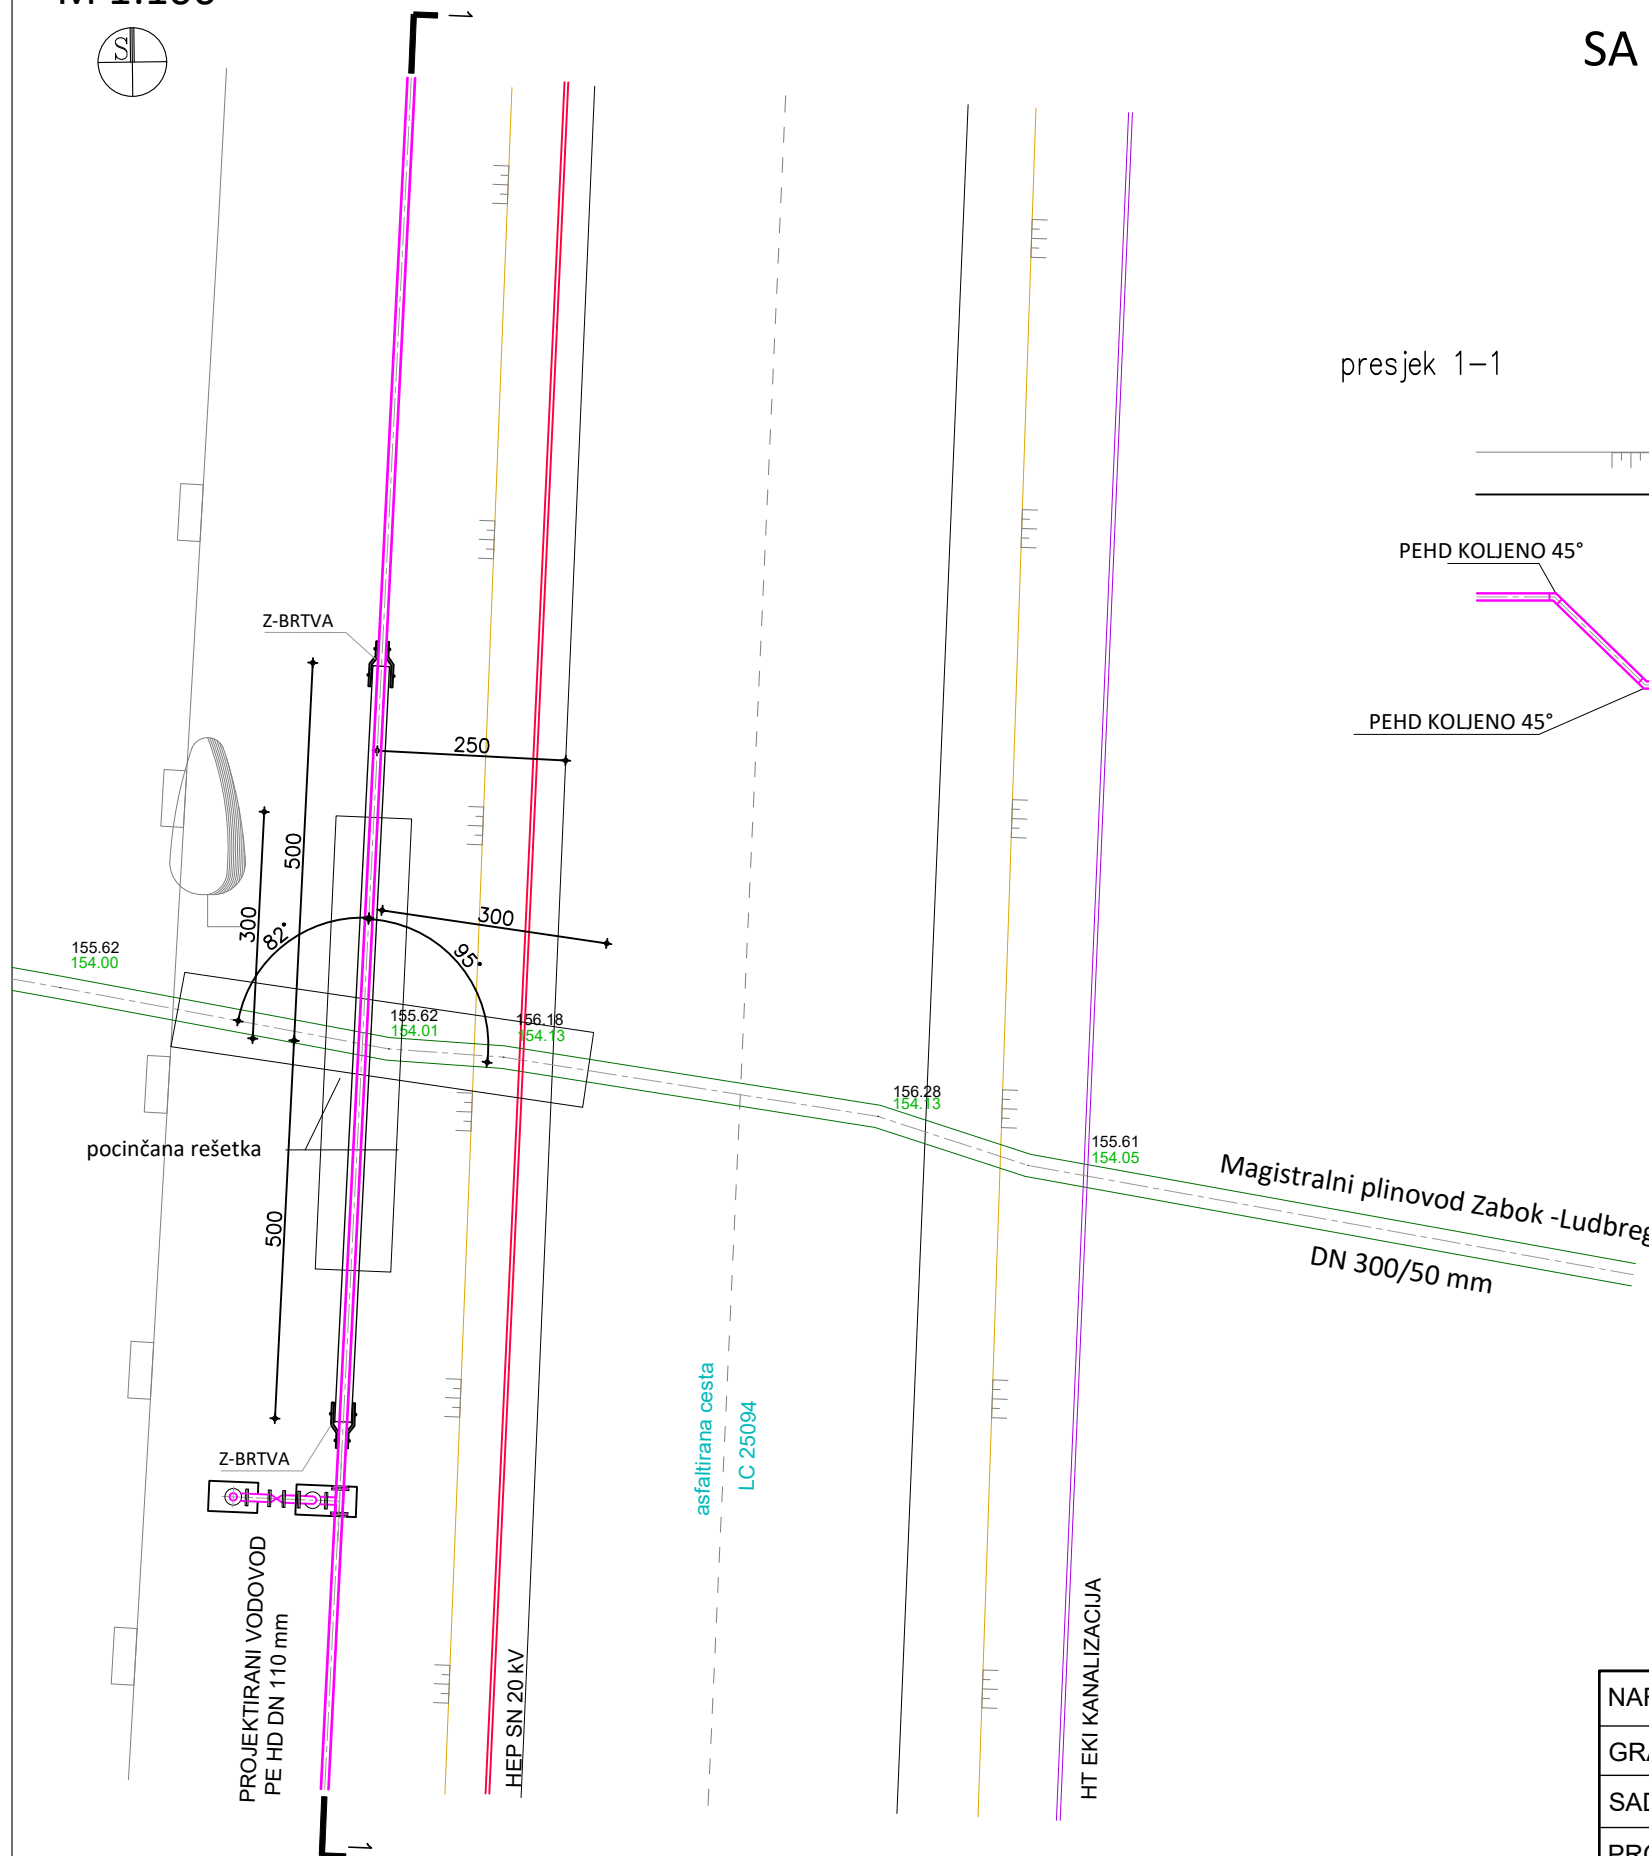 M 1:100
S
1
SA
presjek 1-1
PEHD KOLJENO 45°
PEHD KOLJENO 45°
Z-BRTVA
250
500
300
300
82°
95°
155.62
154.00
155.62
154.01
156.18
154.13
156.28
154.13
155.61
154.05
pocinčana rešetka
Magistralni plinovod Zabok -Ludbreg
DN 300/50 mm
500
asfaltirana cesta
LC 25094
Z-BRTVA
PROJEKTIRANI VODOVOD
PE HD DN 110 mm
HEP SN 20 kV
HT EKI KANALIZACIJA
1